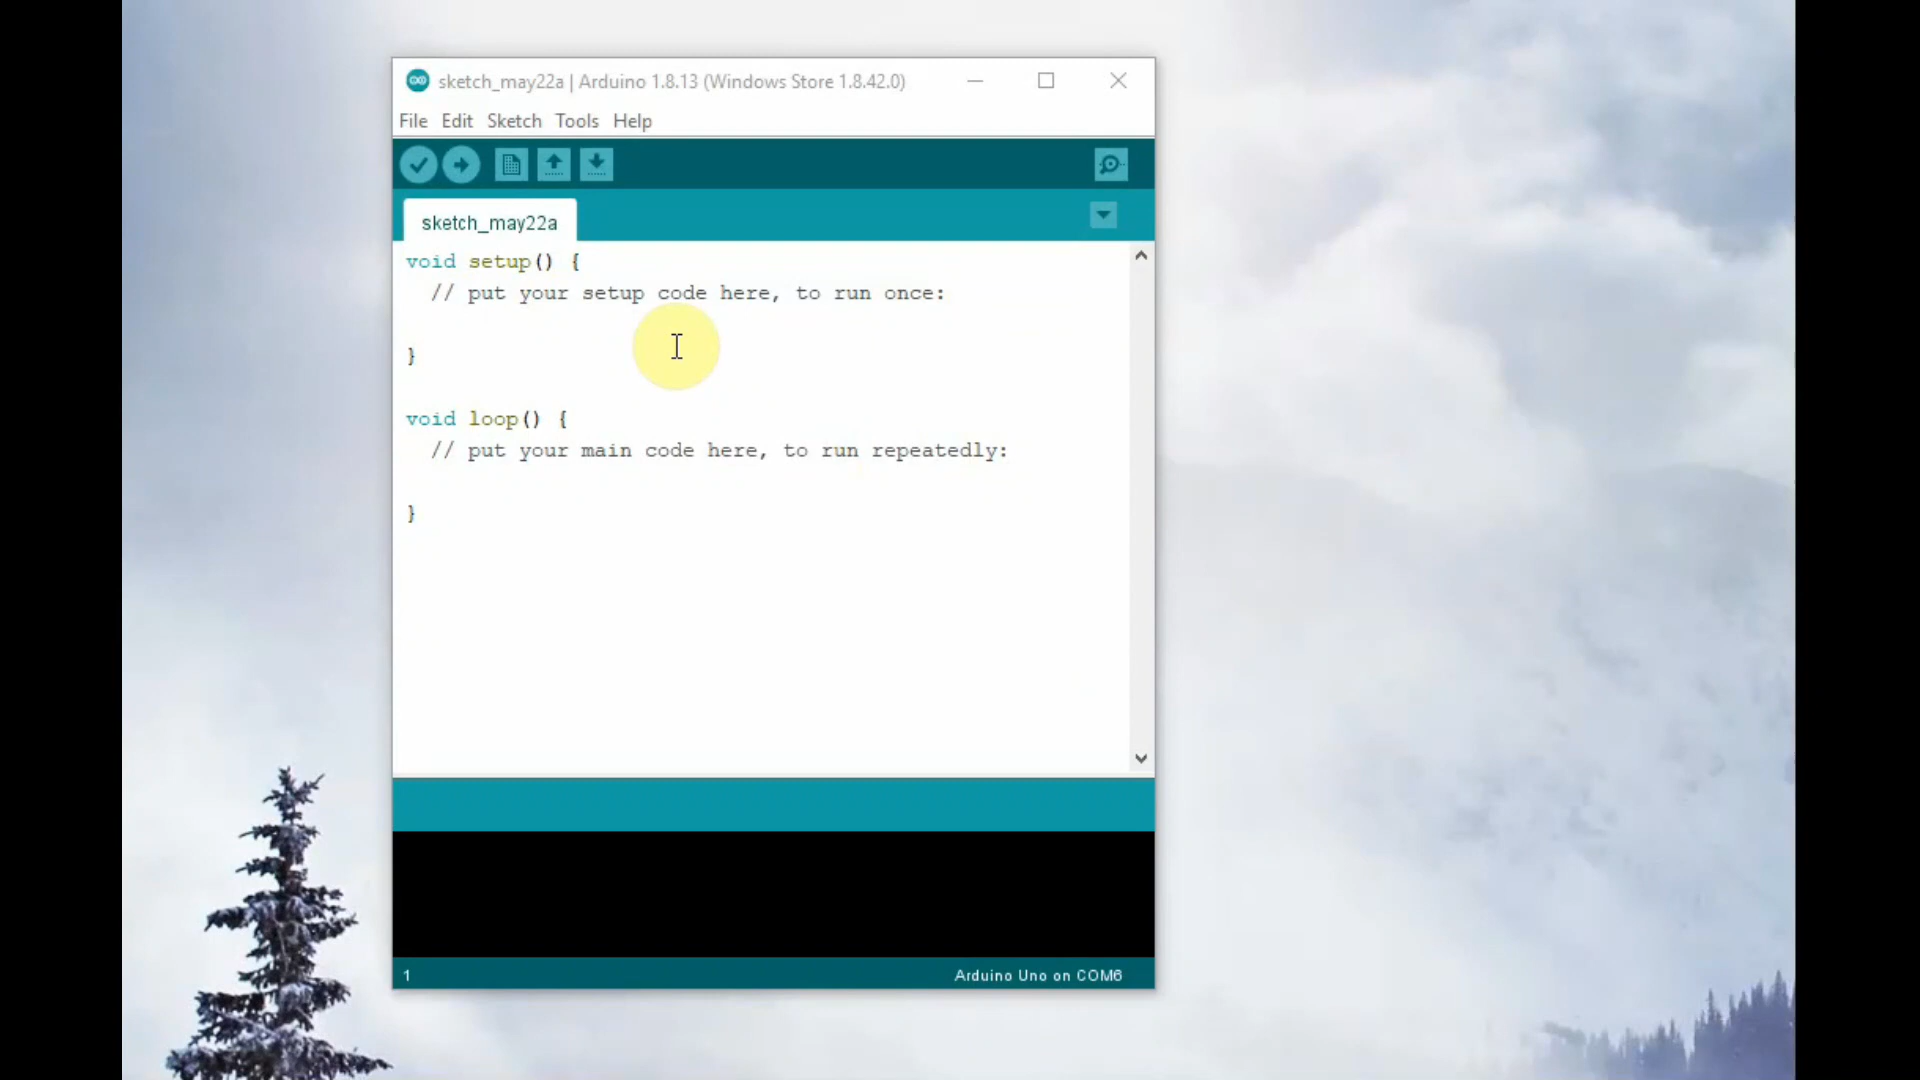 sketch_may22a | Arduino 1.8.13 (Windows Store 1.8.42.0)
File Edit Sketch Tools Help
sketch_may22a
void setup() {
  // put your setup code here, to run once:
}
void loop() {
  // put your main code here, to run repeatedly:
}
1
Arduino Uno on COM6